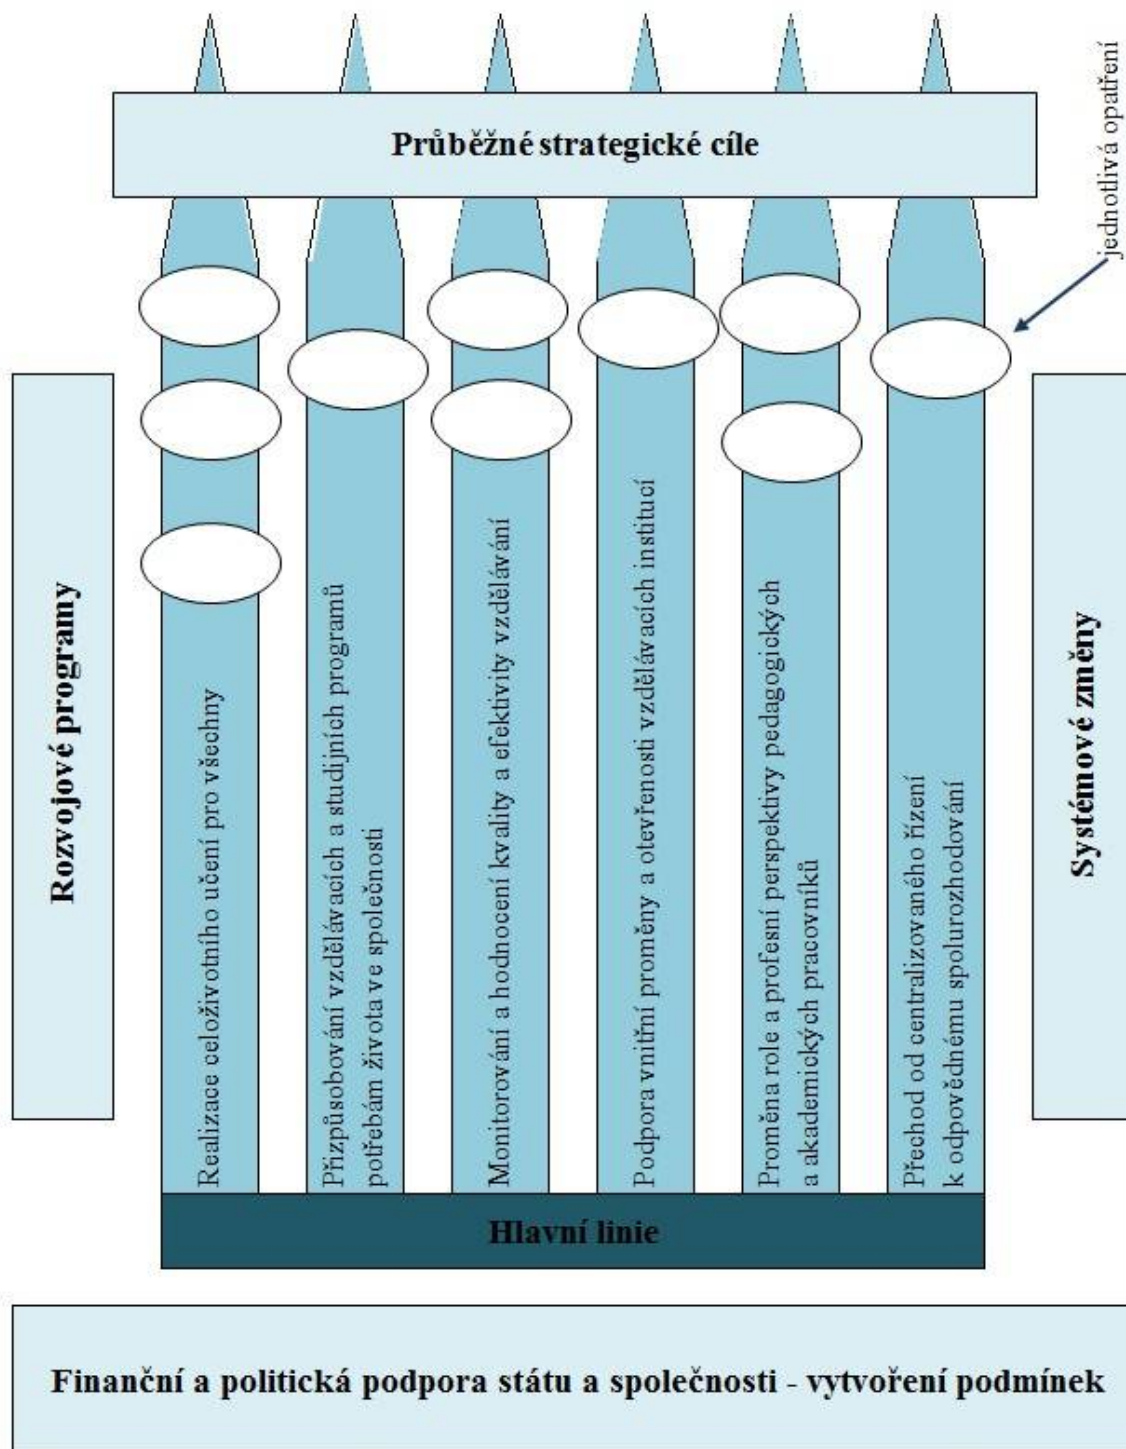 Průběžné strategické cíle
jednotlivá opatření
Rozvojové programy
Realizace celoživotního učení pro všechny
Přizpůsobování vzdělávacích a studijních programů
potřebám života ve společnosti
Monitorování a hodnocení kvality a efektivity vzdělávání
Podpora vnitřní proměny a otevřenosti vzdělávacích institucí
Proměna role a profesní perspektivy pedagogických
a akademických pracovníků
Přechod od centralizovaného řízení
k odpovědnému spolurozhodování
Systémové změny
Hlavní linie
Finanční a politická podpora státu a společnosti - vytvoření podmínek